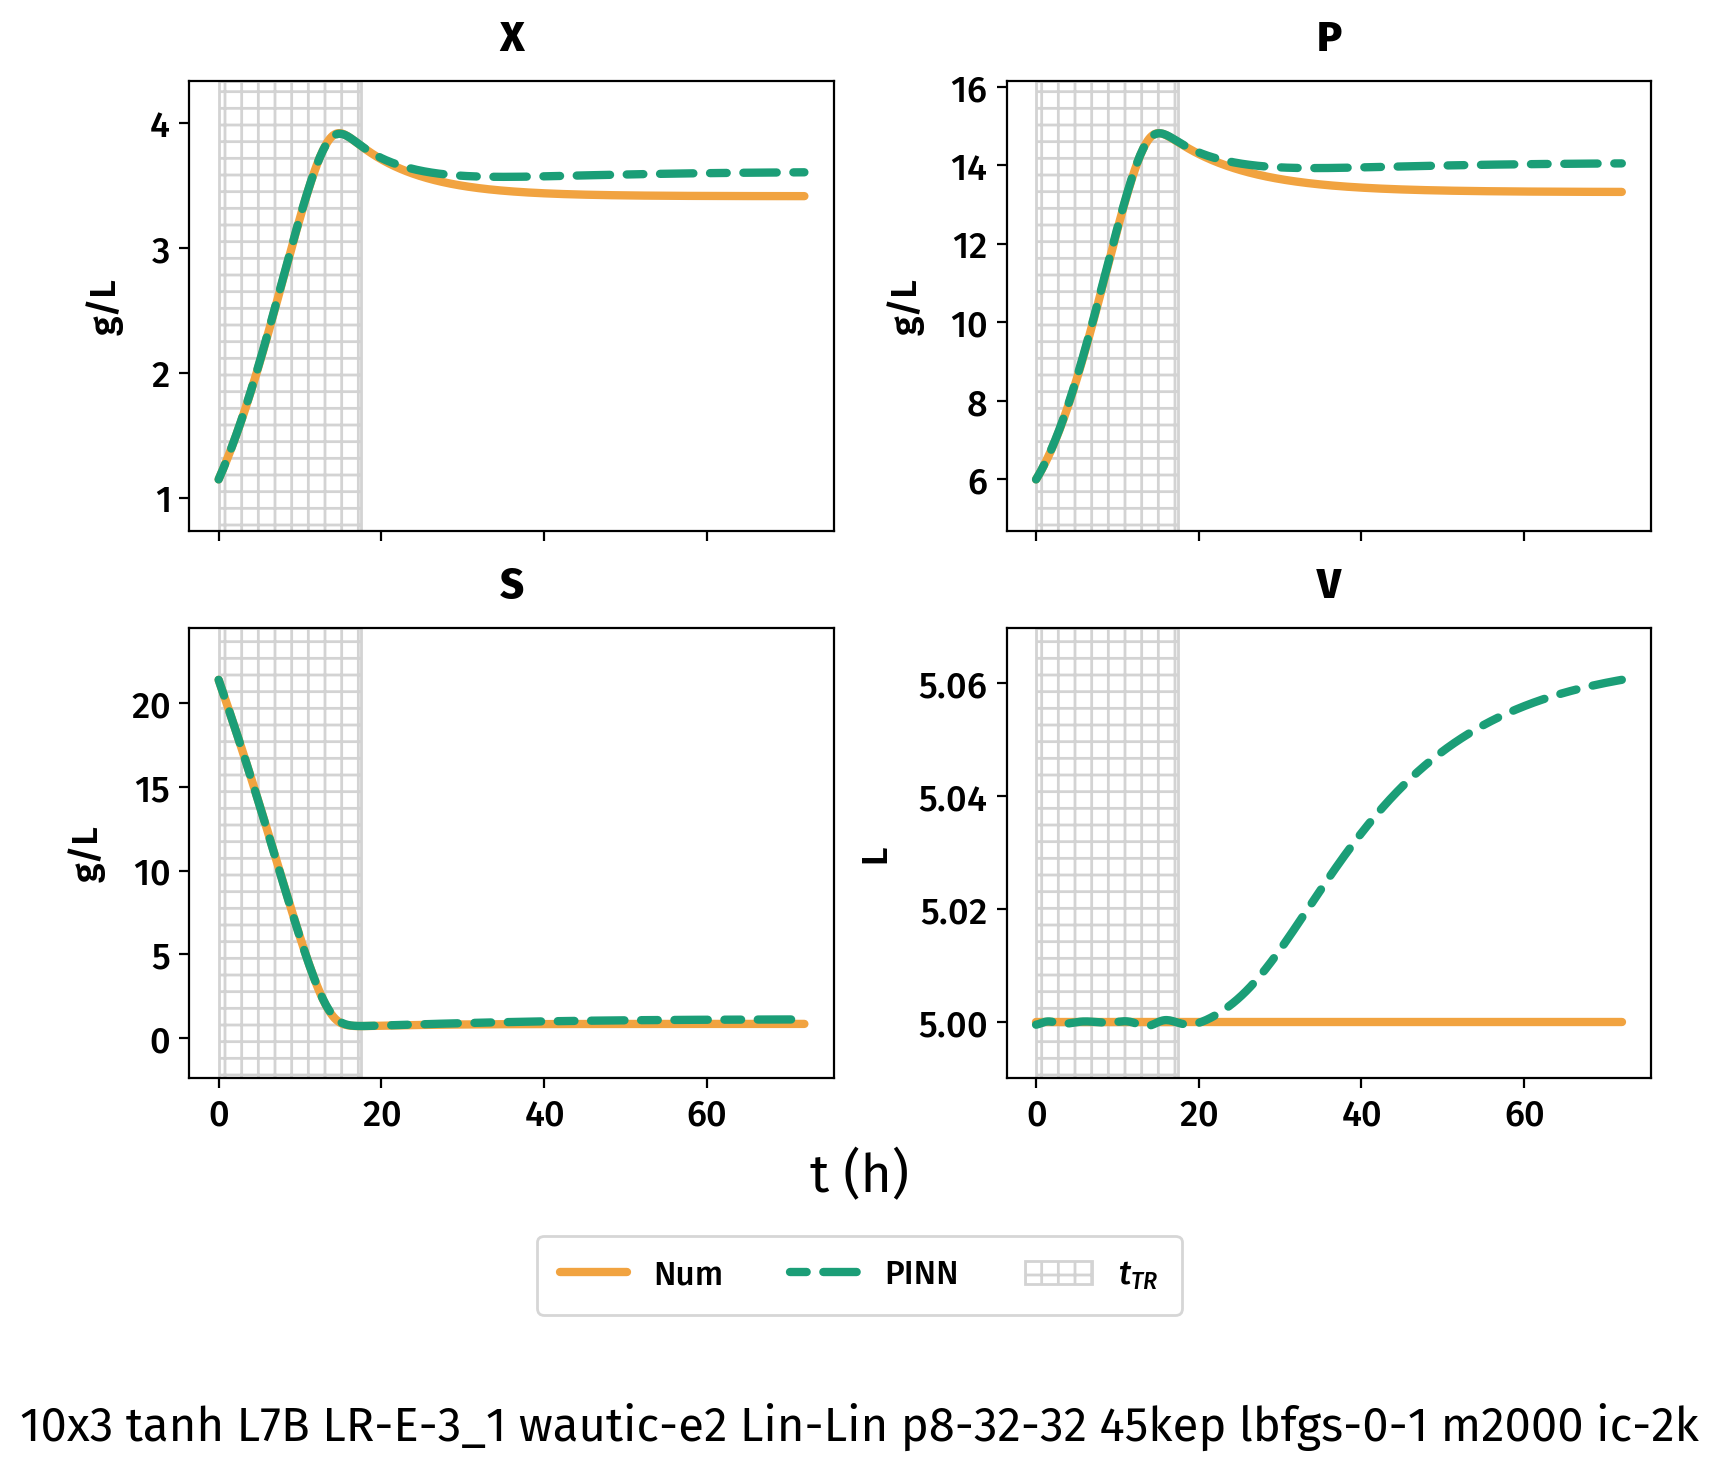 X
P
4
3
2
1
g/L
16
14
12
10
8
6
g/L
S
V
20
15
10
5
0
g/L
0 20 40 60
5.06
5.04
5.02
5.00
L
0 20 40 60
t (h)
Num PINN tTR
10x3 tanh L7B LR-E-3_1 wautic-e2 Lin-Lin p8-32-32 45kep lbfgs-0-1 m2000 ic-2k